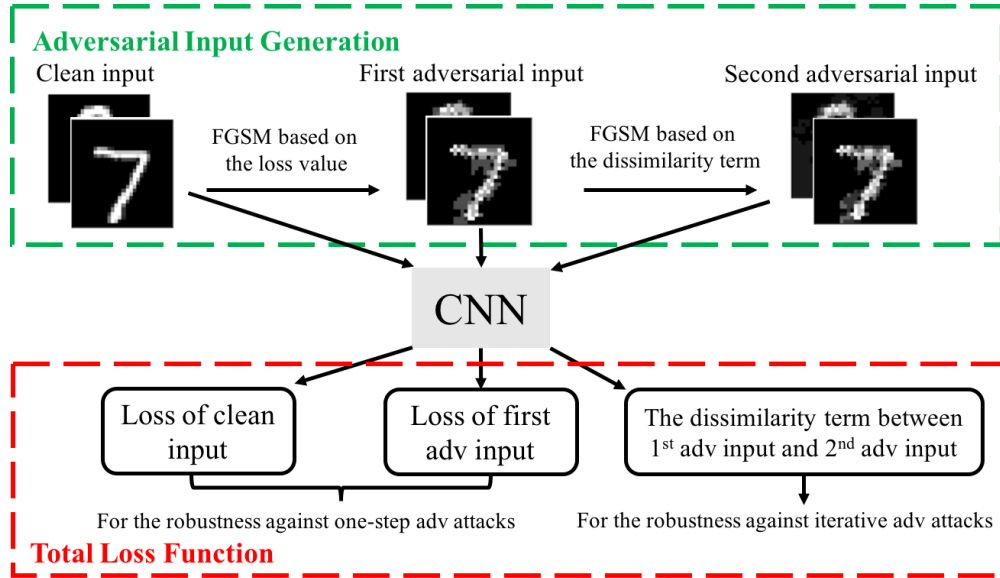 Adversarial Input Generation
Clean input
First adversarial input
Second adversarial input
FGSM based on
the loss value
FGSM based on
the dissimilarity term
CNN
Loss of clean
input
Loss of first
adv input
The dissimilarity term between
1st adv input and 2nd adv input
For the robustness against one-step adv attacks
For the robustness against iterative adv attacks
Total Loss Function